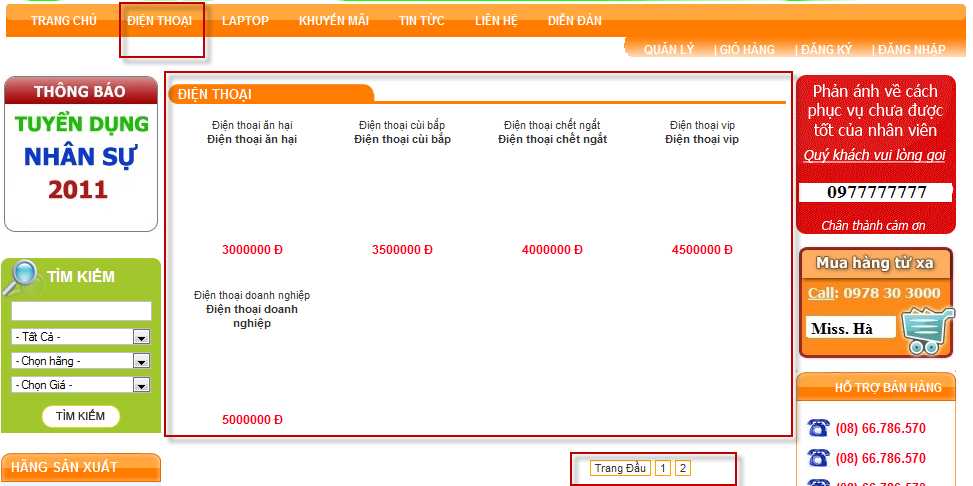 TRANG CHỦ ĐIỆN THOẠI LAPTOP KHUYẾN MÃI TIN TỨC LIÊN HỆ DIỄN ĐÀN
QUẢN LÝ | GIỎ HÀNG | ĐĂNG KÝ | ĐĂNG NHẬP
THÔNG BÁO
TUYỂN DỤNG
NHÂN SỰ
2011
TÌM KIẾM
- Tất Cả -
- Chọn hãng -
- Chọn Giá -
TÌM KIẾM
HÃNG SẢN XUẤT
ĐIỆN THOẠI
Điện thoại ăn hại
Điện thoại ăn hại
3000000 Đ
Điện thoại cùi bắp
Điện thoại cùi bắp
3500000 Đ
Điện thoại chết ngắt
Điện thoại chết ngắt
4000000 Đ
Điện thoại vip
Điện thoại vip
4500000 Đ
Điện thoại doanh nghiệp
Điện thoại doanh
nghiệp
5000000 Đ
Trang Đầu 1 2
Phản ánh về cách
phục vụ chưa được
tốt của nhân viên
Quý khách vui lòng gọi
0977777777
Chân thành cảm ơn
Mua hàng từ xa
Call: 0978 30 3000
Miss. Hà
HỖ TRỢ BÁN HÀNG
(08) 66.786.570
(08) 66.786.570